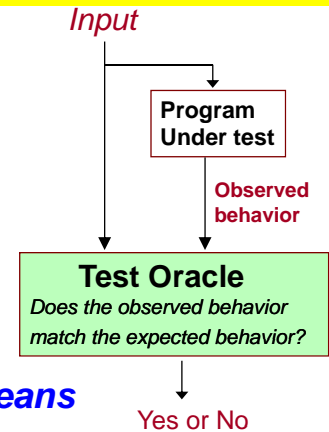 Input
Program
Under test
Observed
behavior
Test Oracle
Does the observed behavior
match the expected behavior?
eans
Yes or No